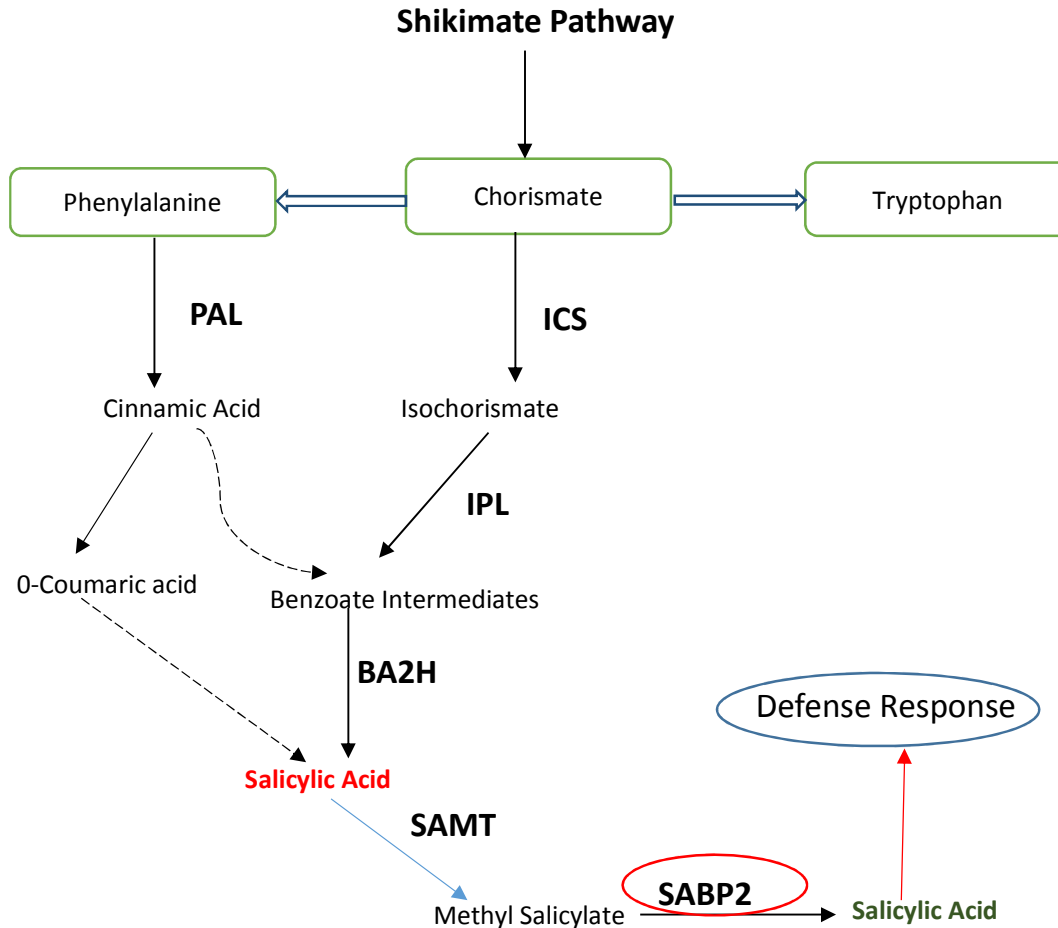 Shikimate Pathway
Phenylalanine
Chorismate
Tryptophan
PAL
ICS
Cinnamic Acid
Isochorismate
IPL
0-Coumaric acid
Benzoate Intermediates
BA2H
Defense Response
Salicylic Acid
SAMT
SABP2
Methyl Salicylate
Salicylic Acid